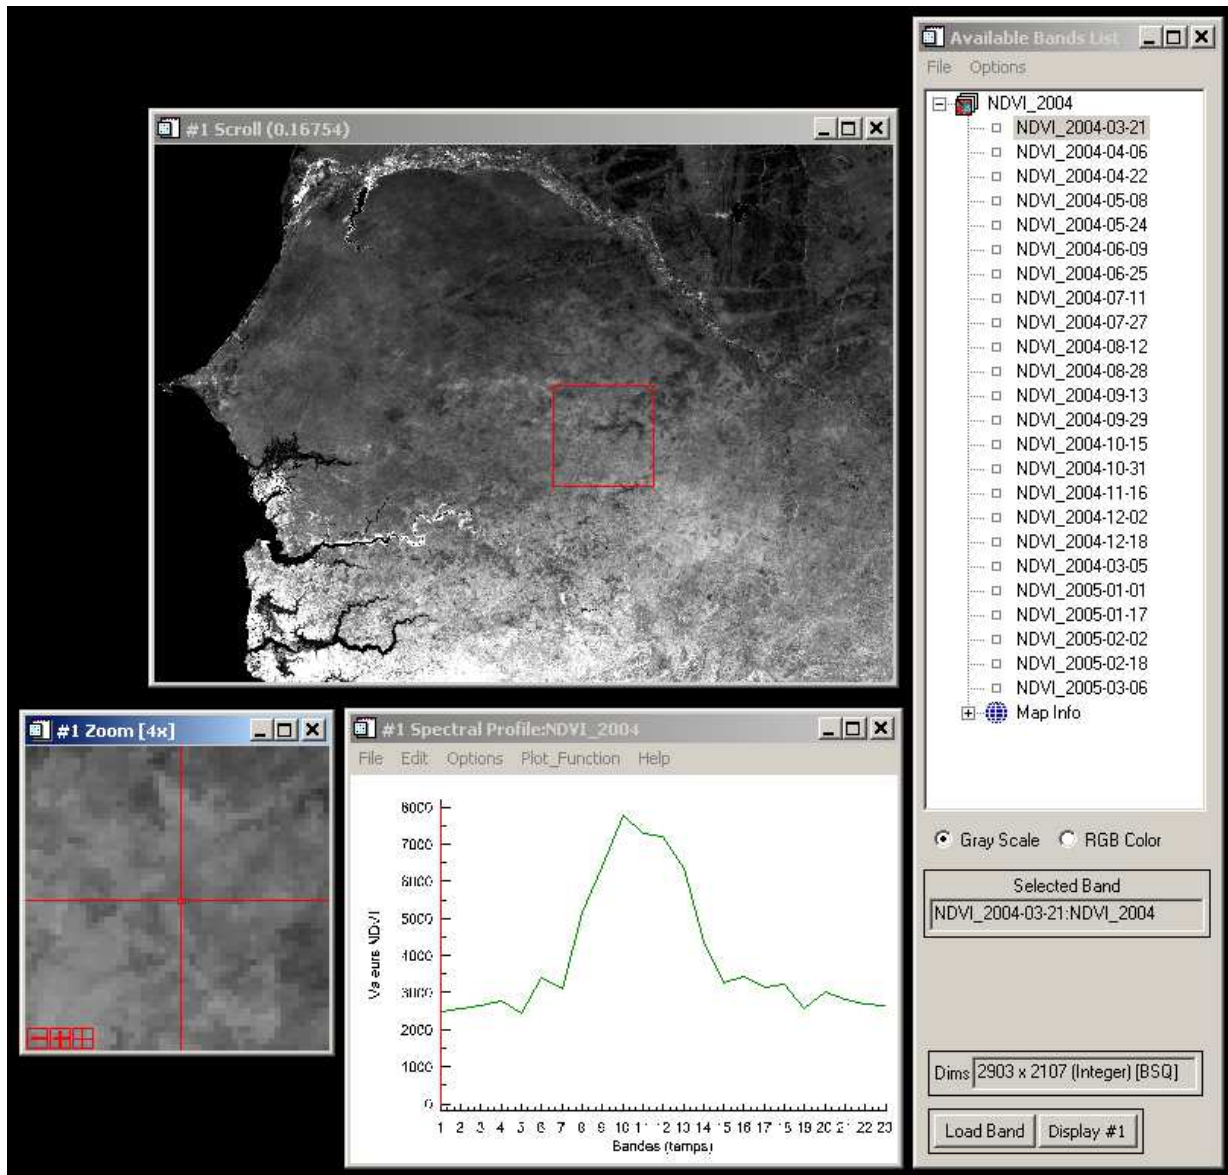 Available Bands List
File Options
NDVI_2004
NDVI_2004-03-21
NDVI_2004-04-06
NDVI_2004-04-22
NDVI_2004-05-08
NDVI_2004-05-24
NDVI_2004-06-09
NDVI_2004-06-25
NDVI_2004-07-11
NDVI_2004-07-27
NDVI_2004-08-12
NDVI_2004-08-28
NDVI_2004-09-13
NDVI_2004-09-29
NDVI_2004-10-15
NDVI_2004-10-31
NDVI_2004-11-16
NDVI_2004-12-02
NDVI_2004-12-18
NDVI_2004-03-05
NDVI_2005-01-01
NDVI_2005-01-17
NDVI_2005-02-02
NDVI_2005-02-18
NDVI_2005-03-06
Map Info
Gray Scale RGB Color
Selected Band
NDVI_2004-03-21:NDVI_2004
Dims 2903 x 2107 (Integer) [BSQ]
Load Band Display #1
#1 Scroll (0.16754)
#1 Zoom [4x]
#1 Spectral Profile:NDVI_2004
File Edit Options Plot_Function Help
8000
7000
6000
5000
4000
3000
2000
1000
0
Valeurs NDVI
1 2 3 4 5 6 7 8 9 10 11 12 13 14 15 16 17 18 19 20 21 22 23
Bandes (temps)